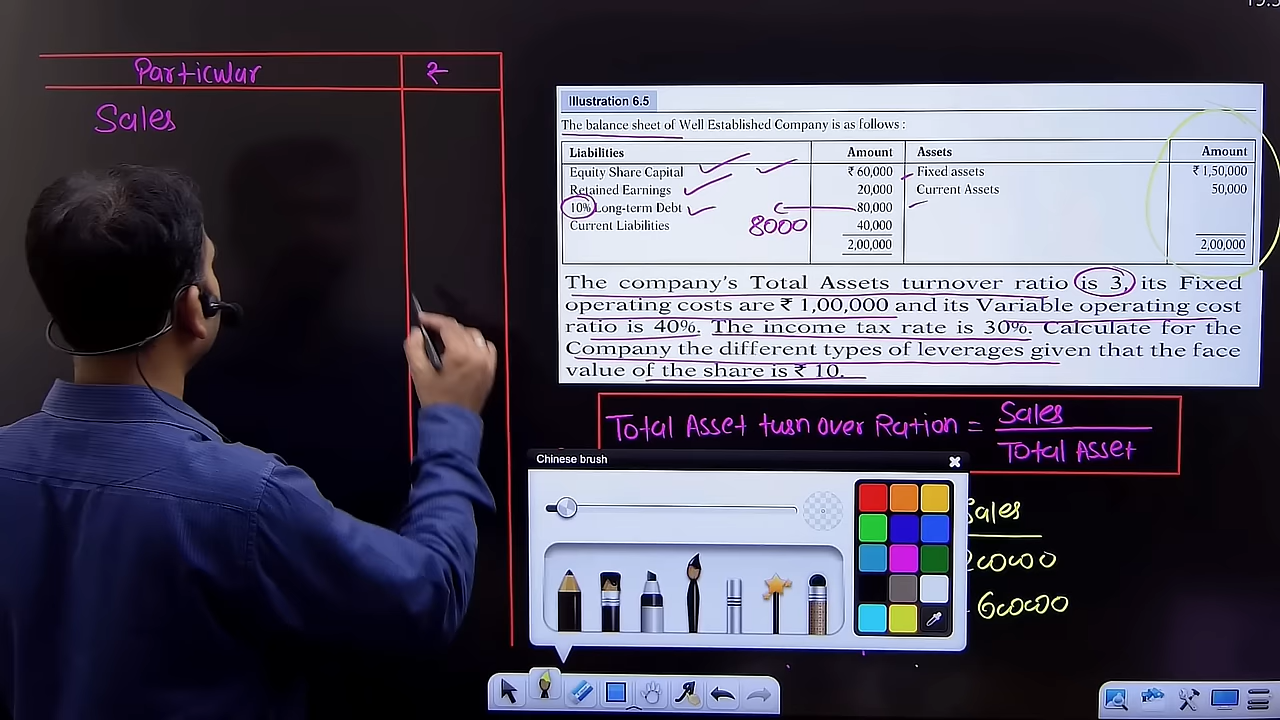 Particular ₹
Sales
Illustration 6.5
The balance sheet of Well Established Company is as follows :
Liabilities Amount Assets Amount
Equity Share Capital ₹ 60,000 Fixed assets ₹ 1,50,000
Retained Earnings 20,000 Current Assets 50,000
10% Long-term Debt 80,000
8000
Current Liabilities 40,000
2,00,000 2,00,000
The company's Total Assets turnover ratio is 3, its Fixed
operating costs are ₹ 1,00,000 and its Variable operating cost
ratio is 40%. The income tax rate is 30%. Calculate for the
Company the different types of leverages given that the face
value of the share is ₹ 10.
Total Asset turn over Ration = Sales
Total Asset
Chinese brush
Sales
200000
600000